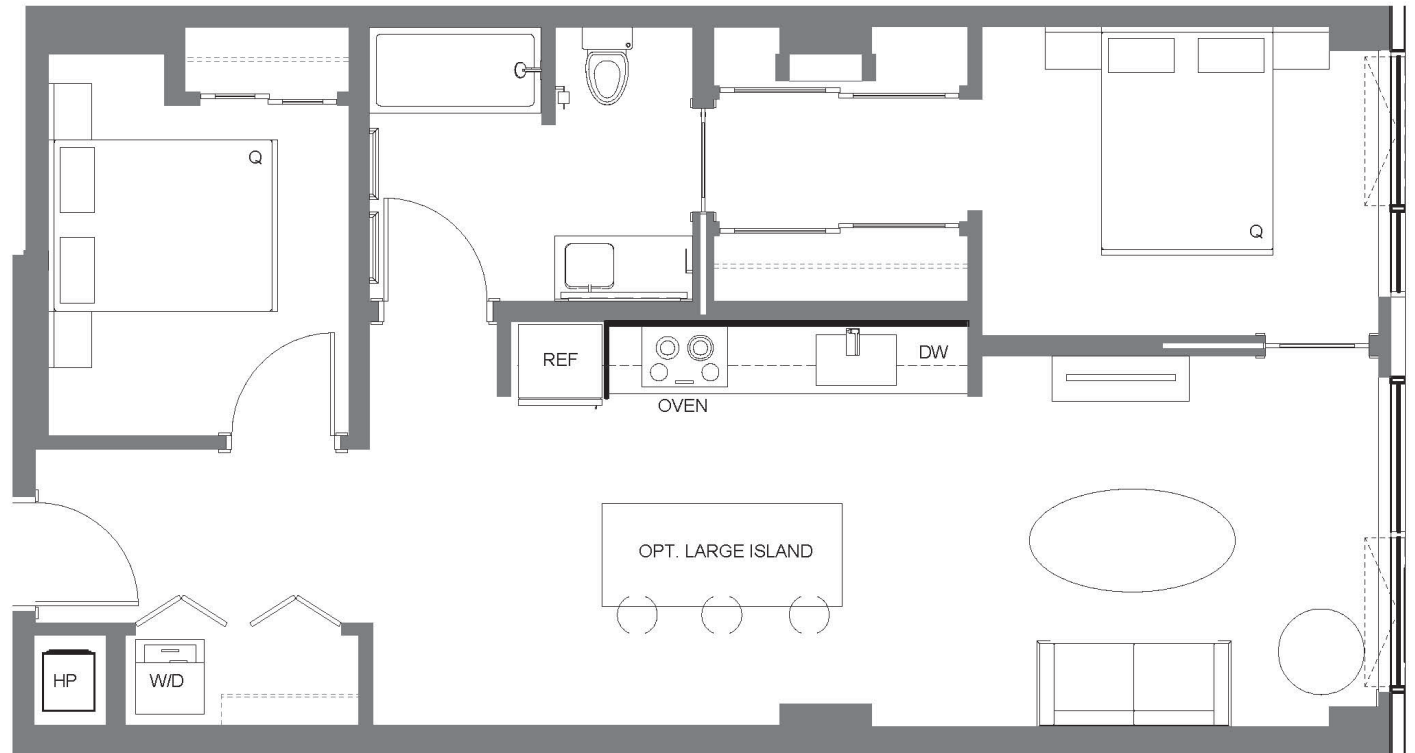 Q
Q
REF
DW
OVEN
OPT. LARGE ISLAND
HP
W/D